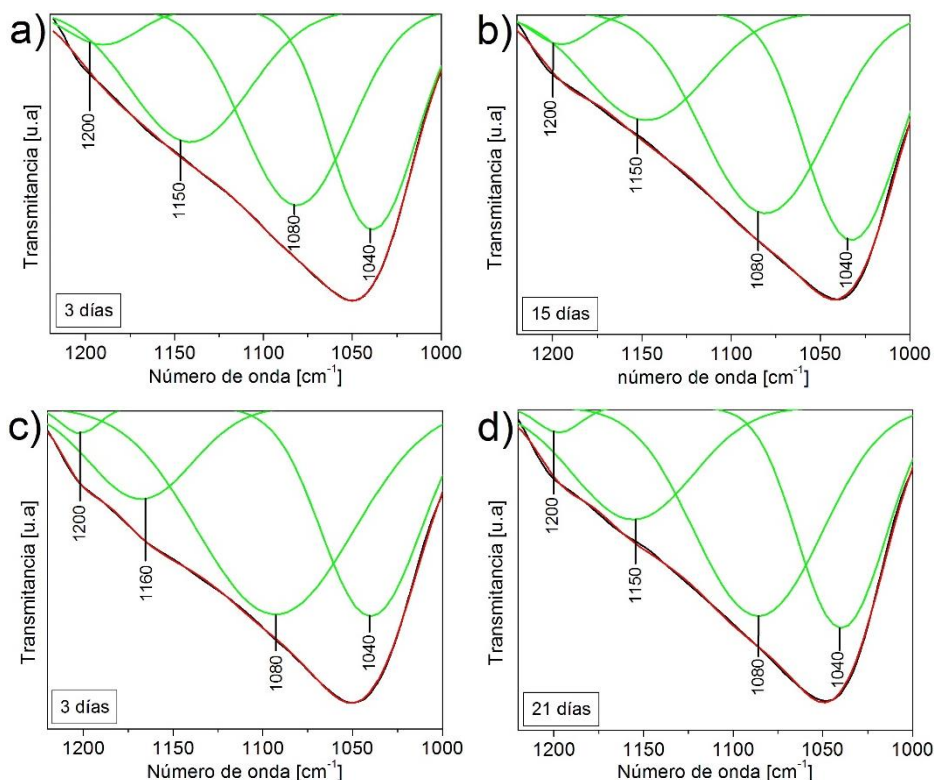 a)
Transmitancia [u.a]
1200
1150
1080
1040
3 días
1200 1150 1100 1050 1000
Número de onda [cm⁻¹]
b)
Transmitancia [u.a]
1200
1150
1080
1040
15 días
1200 1150 1100 1050 1000
número de onda [cm⁻¹]
c)
Transmitancia [u.a]
1200
1160
1080
1040
3 días
1200 1150 1100 1050 1000
Número de onda [cm⁻¹]
d)
Transmitancia [u.a]
1200
1150
1080
1040
21 días
1200 1150 1100 1050 1000
Número de onda [cm⁻¹]